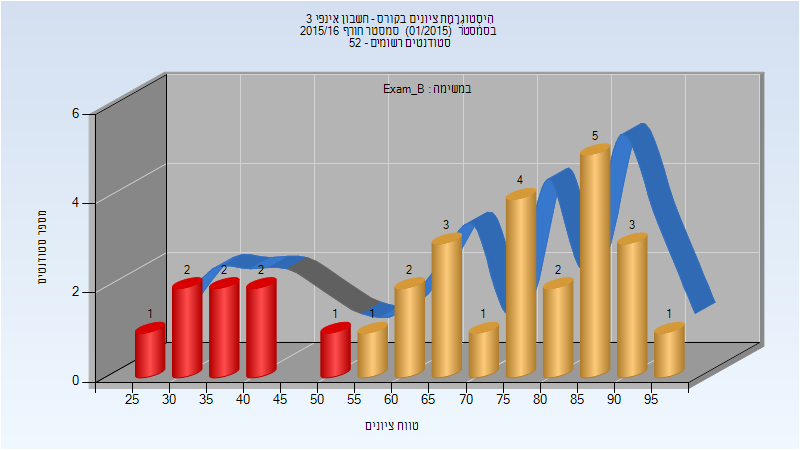 היסטוגרמת ציונים בקורס - חשבון אינפי 3
בסמסטר (01/2015) סמסטר חורף 2015/16
סטודנטים רשומים - 52
במשימה : Exam_B
מספר סטודנטים
6
4
2
0
1
2
2
2
1
1
2
3
1
4
2
5
3
1
25 30 35 40 45 50 55 60 65 70 75 80 85 90 95
טווח ציונים